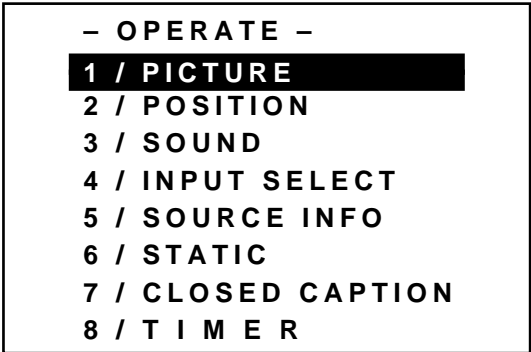 – OPERATE –
1 / PICTURE
2 / POSITION
3 / SOUND
4 / INPUT SELECT
5 / SOURCE INFO
6 / STATIC
7 / CLOSED CAPTION
8 / TIMER